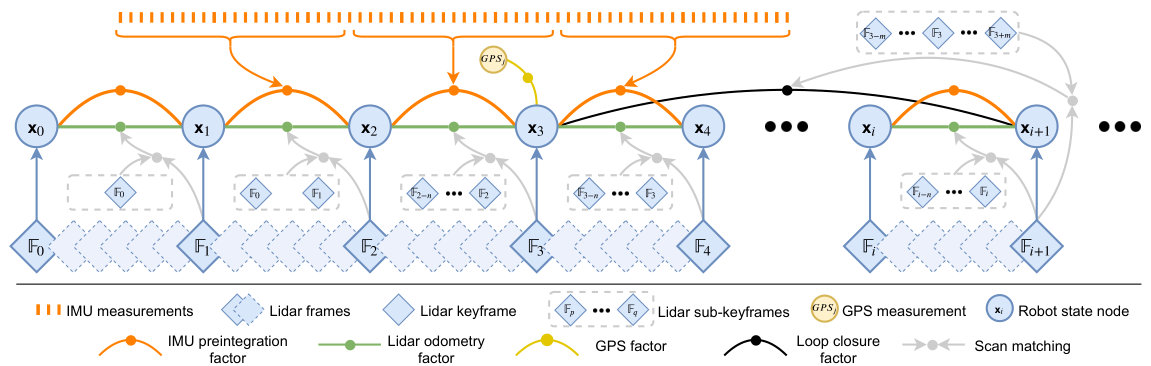 𝔽₃₋ₘ ••• 𝔽₃ ••• 𝔽₃₊ₘ
GPSⱼ
x₀ x₁ x₂ x₃ x₄ ••• xᵢ xᵢ₊₁ •••
𝔽₀ 𝔽₀ 𝔽₁ 𝔽₂₋ₙ ••• 𝔽₂ 𝔽₃₋ₙ ••• 𝔽₃ 𝔽ᵢ₋ₙ ••• 𝔽ᵢ
𝔽₀ 𝔽₁ 𝔽₂ 𝔽₃ 𝔽₄ 𝔽ᵢ 𝔽ᵢ₊₁
IMU measurements Lidar frames Lidar keyframe 𝔽ₚ ••• 𝔽_q Lidar sub-keyframes GPSⱼ GPS measurement xᵢ Robot state node
IMU preintegration
factor
Lidar odometry
factor
GPS factor
Loop closure
factor
Scan matching